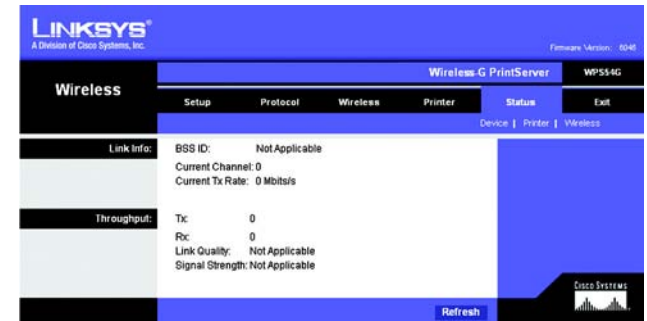 LINKSYS®
A Division of Cisco Systems, Inc.
Firmware Version: 6046
Wireless-G PrintServer WPS54G
Wireless
Setup Protocol Wireless Printer Status Exit
Device | Printer | Wireless
Link Info: BSS ID: Not Applicable
Current Channel: 0
Current Tx Rate: 0 Mbits/s
Throughput: Tx: 0
Rx: 0
Link Quality: Not Applicable
Signal Strength: Not Applicable
CISCO SYSTEMS
Refresh